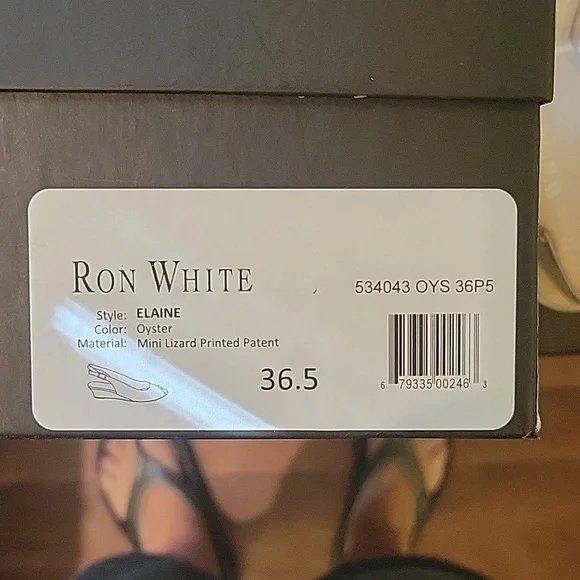 RON WHITE
534043 OYS 36P5
Style: ELAINE
Color: Oyster
Material: Mini Lizard Printed Patent
36.5
6 79335 00246 3